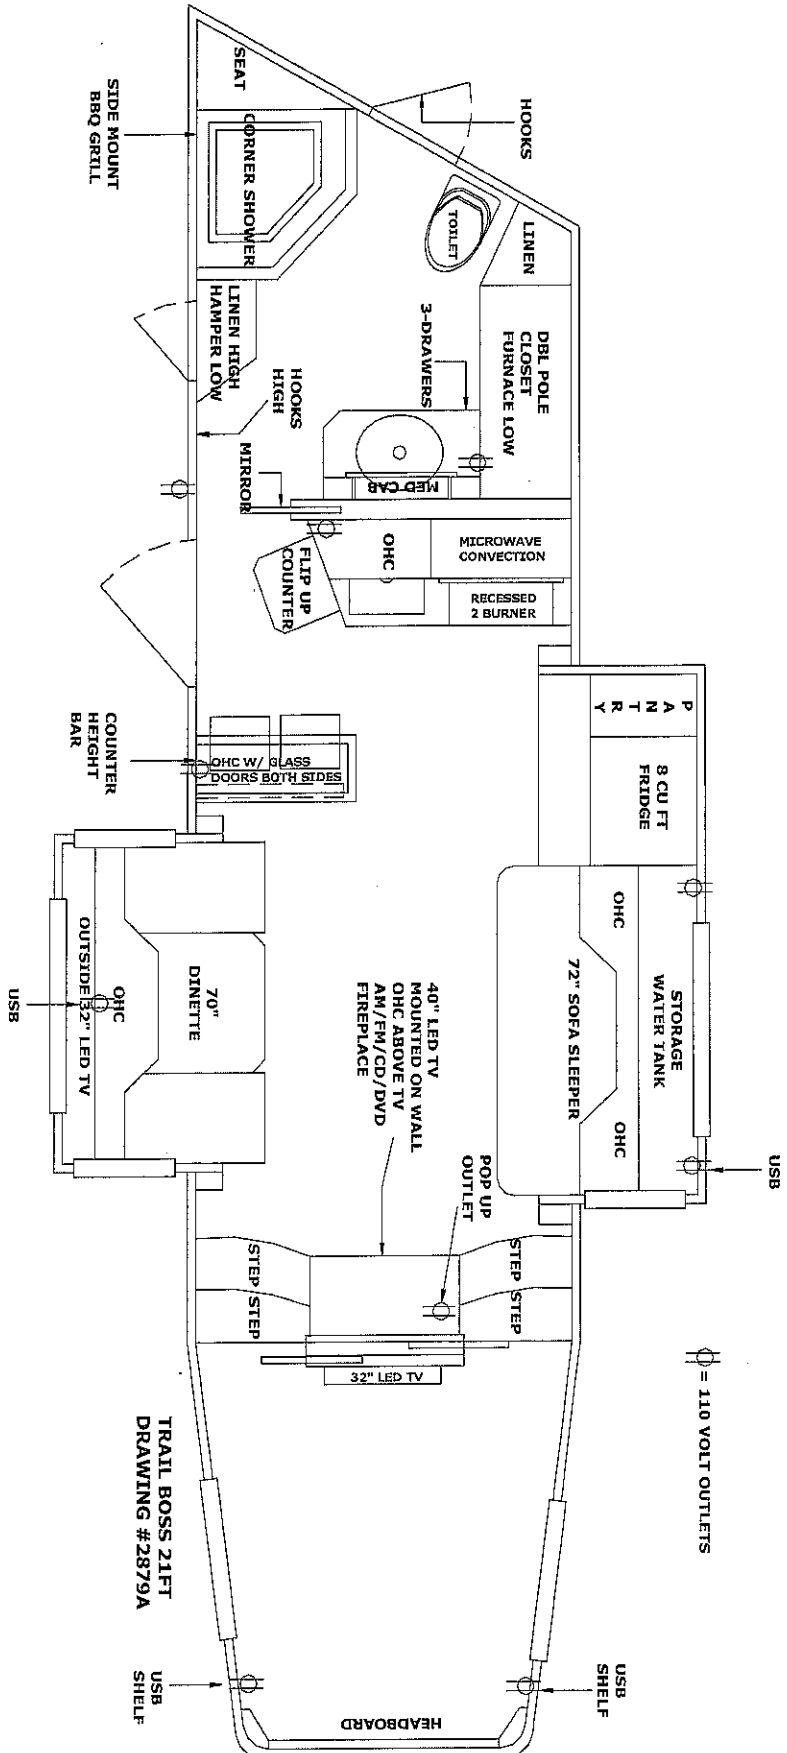 SEAT
CORNER SHOWER
SIDE MOUNT
BBQ GRILL
HOOKS
TOILET
LINEN
LINEN HIGH
HAMPER LOW
3-DRAWERS
DBL POLE
CLOSET
FURNACE LOW
HOOKS
HIGH
MIRROR
MED CAB
OHC
MICROWAVE
CONVECTION
FLIP UP
COUNTER
RECESSED
2 BURNER
COUNTER
HEIGHT
BAR
OHC W/ GLASS
DOORS BOTH SIDES
PANTRY
8 CU FT
FRIDGE
OHC
STORAGE
WATER TANK
72" SOFA SLEEPER
OHC
USB
70"
DINETTE
OHC
OUTSIDE 32" LED TV
USB
40" LED TV
MOUNTED ON WALL
OHC ABOVE TV
AM/FM/CD/DVD
FIREPLACE
POP UP
OUTLET
STEP
STEP
STEP
STEP
32" LED TV
= 110 VOLT OUTLETS
TRAIL BOSS 21FT
DRAWING #2879A
USB
SHELF
USB
SHELF
HEADBOARD